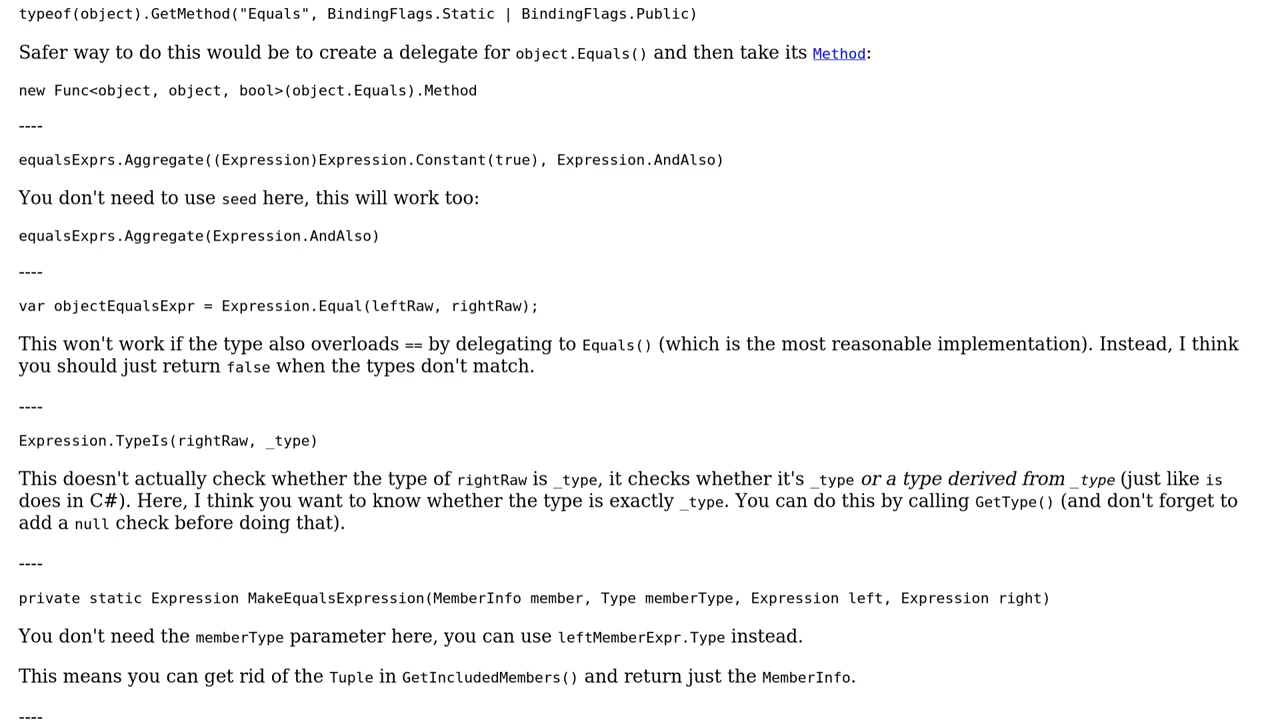 typeof(object).GetMethod("Equals", BindingFlags.Static | BindingFlags.Public)
Safer way to do this would be to create a delegate for object.Equals() and then take its Method:
new Func<object, object, bool>(object.Equals).Method
----
equalsExprs.Aggregate((Expression)Expression.Constant(true), Expression.AndAlso)
You don't need to use seed here, this will work too:
equalsExprs.Aggregate(Expression.AndAlso)
----
var objectEqualsExpr = Expression.Equal(leftRaw, rightRaw);
This won't work if the type also overloads == by delegating to Equals() (which is the most reasonable implementation). Instead, I think
you should just return false when the types don't match.
----
Expression.TypeIs(rightRaw, _type)
This doesn't actually check whether the type of rightRaw is _type, it checks whether it's _type or a type derived from _type (just like is
does in C#). Here, I think you want to know whether the type is exactly _type. You can do this by calling GetType() (and don't forget to
add a null check before doing that).
----
private static Expression MakeEqualsExpression(MemberInfo member, Type memberType, Expression left, Expression right)
You don't need the memberType parameter here, you can use leftMemberExpr.Type instead.
This means you can get rid of the Tuple in GetIncludedMembers() and return just the MemberInfo.
----